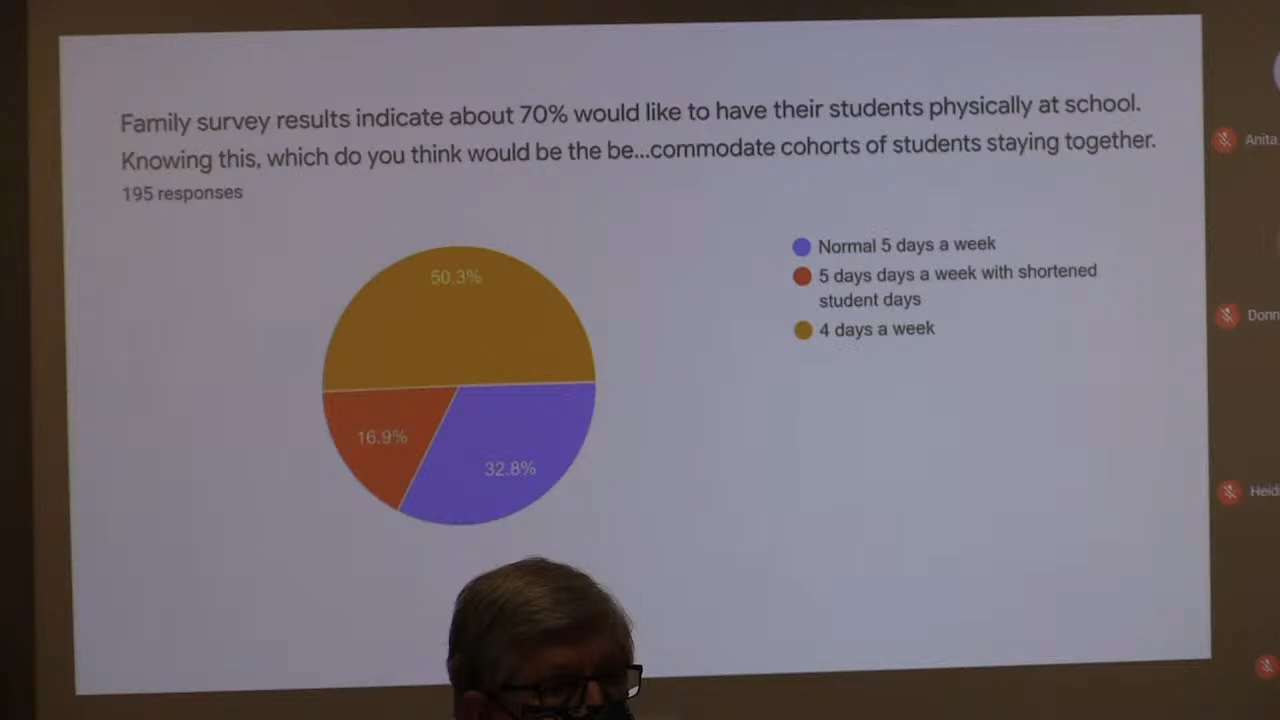 Family survey results indicate about 70% would like to have their students physically at school.
Knowing this, which do you think would be the be...commodate cohorts of students staying together.
195 responses
Normal 5 days a week
5 days days a week with shortened
student days
4 days a week
50.3%
16.9%
32.8%
Anita
Donn
Heid